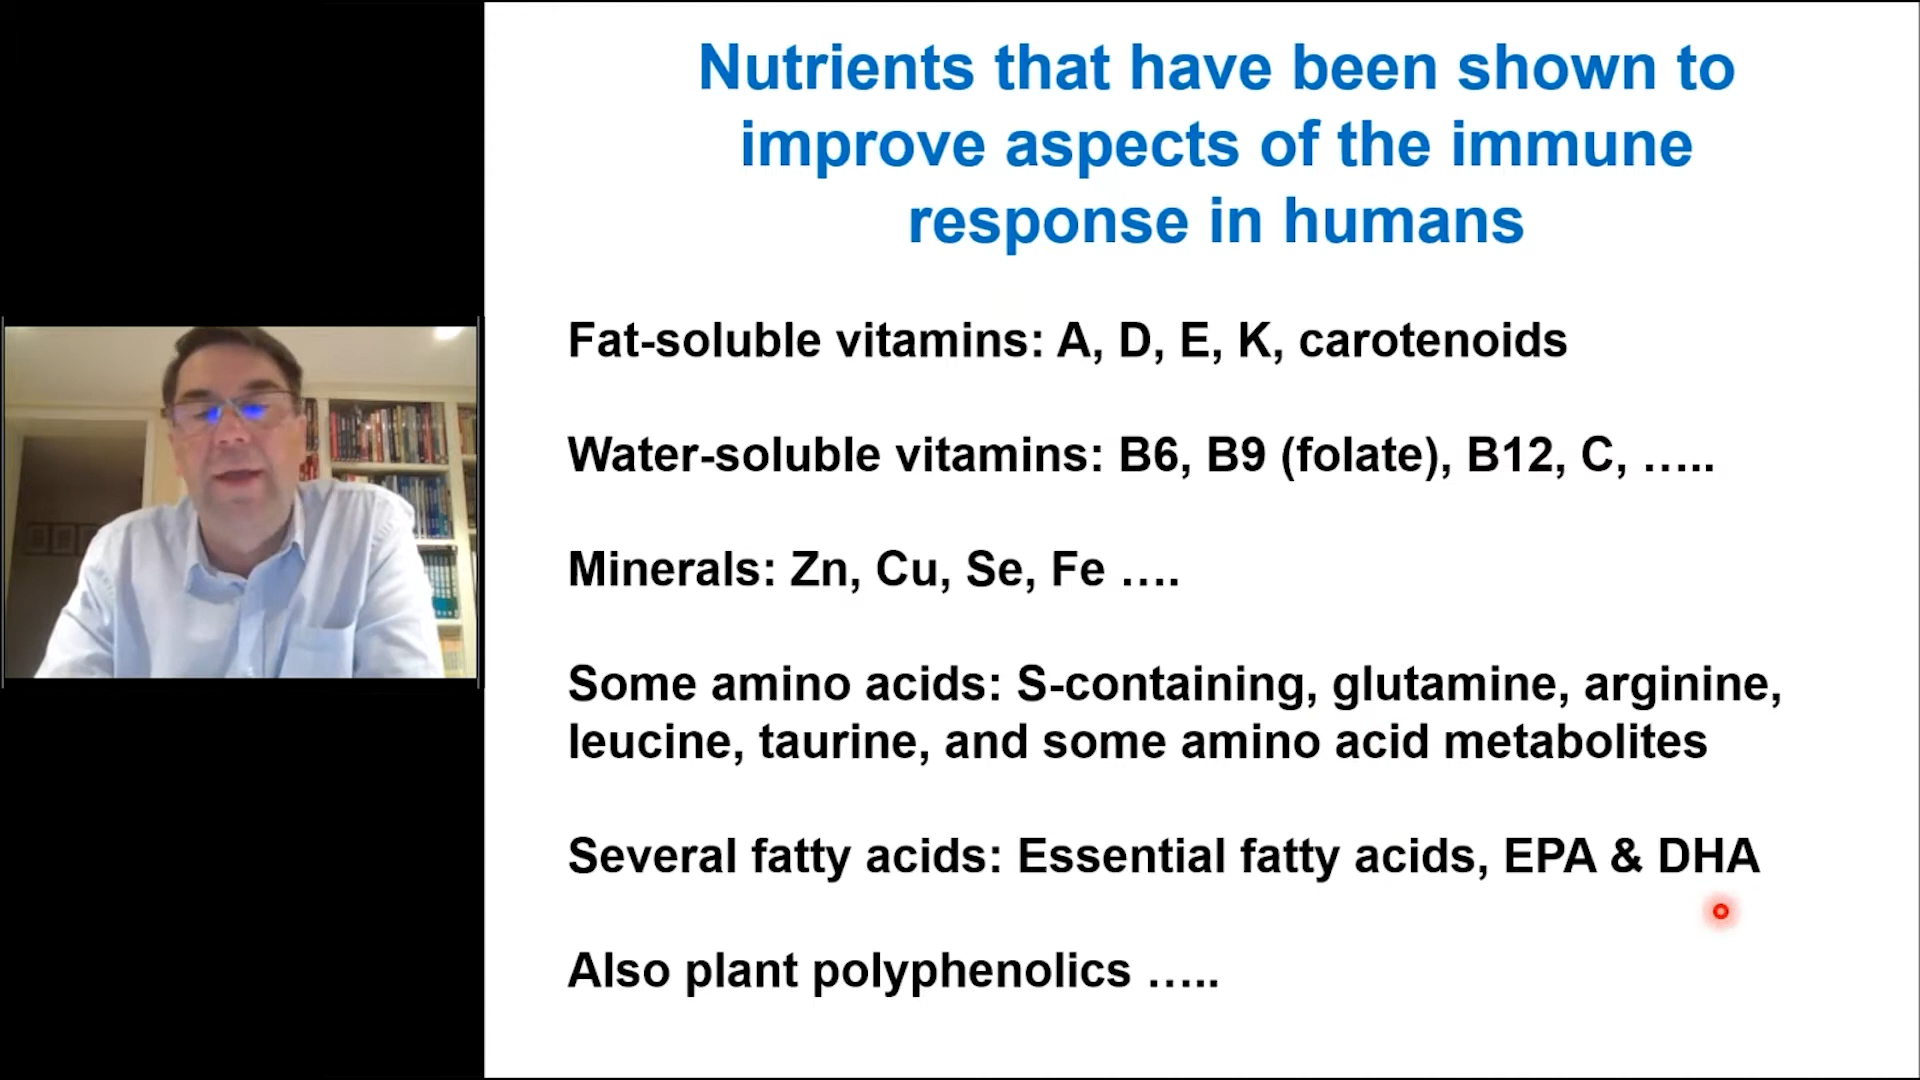 Nutrients that have been shown to
improve aspects of the immune
response in humans
Fat-soluble vitamins: A, D, E, K, carotenoids
Water-soluble vitamins: B6, B9 (folate), B12, C, …..
Minerals: Zn, Cu, Se, Fe ….
Some amino acids: S-containing, glutamine, arginine,
leucine, taurine, and some amino acid metabolites
Several fatty acids: Essential fatty acids, EPA & DHA
Also plant polyphenolics …..